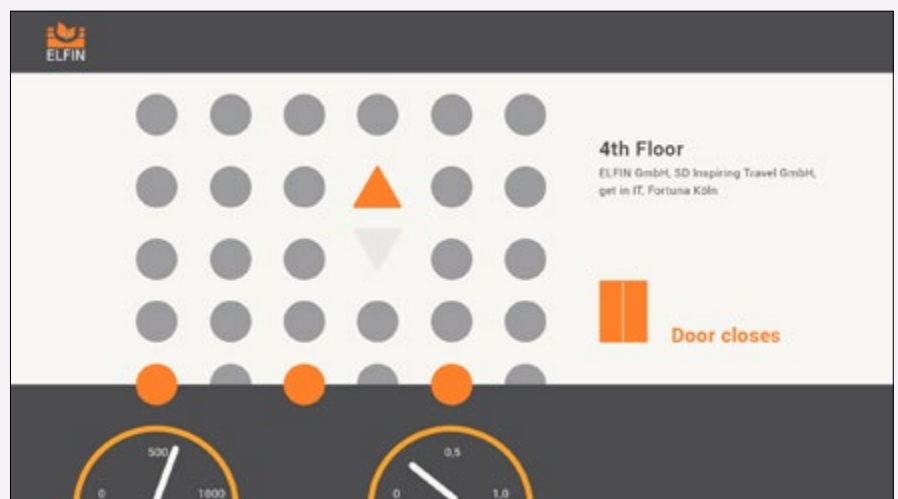 ELFIN
4th Floor
ELFIN GmbH, SD Inspiring Travel GmbH,
get in IT, Fortuna Köln
Door closes
500
0,5
0
1000
0
1,0